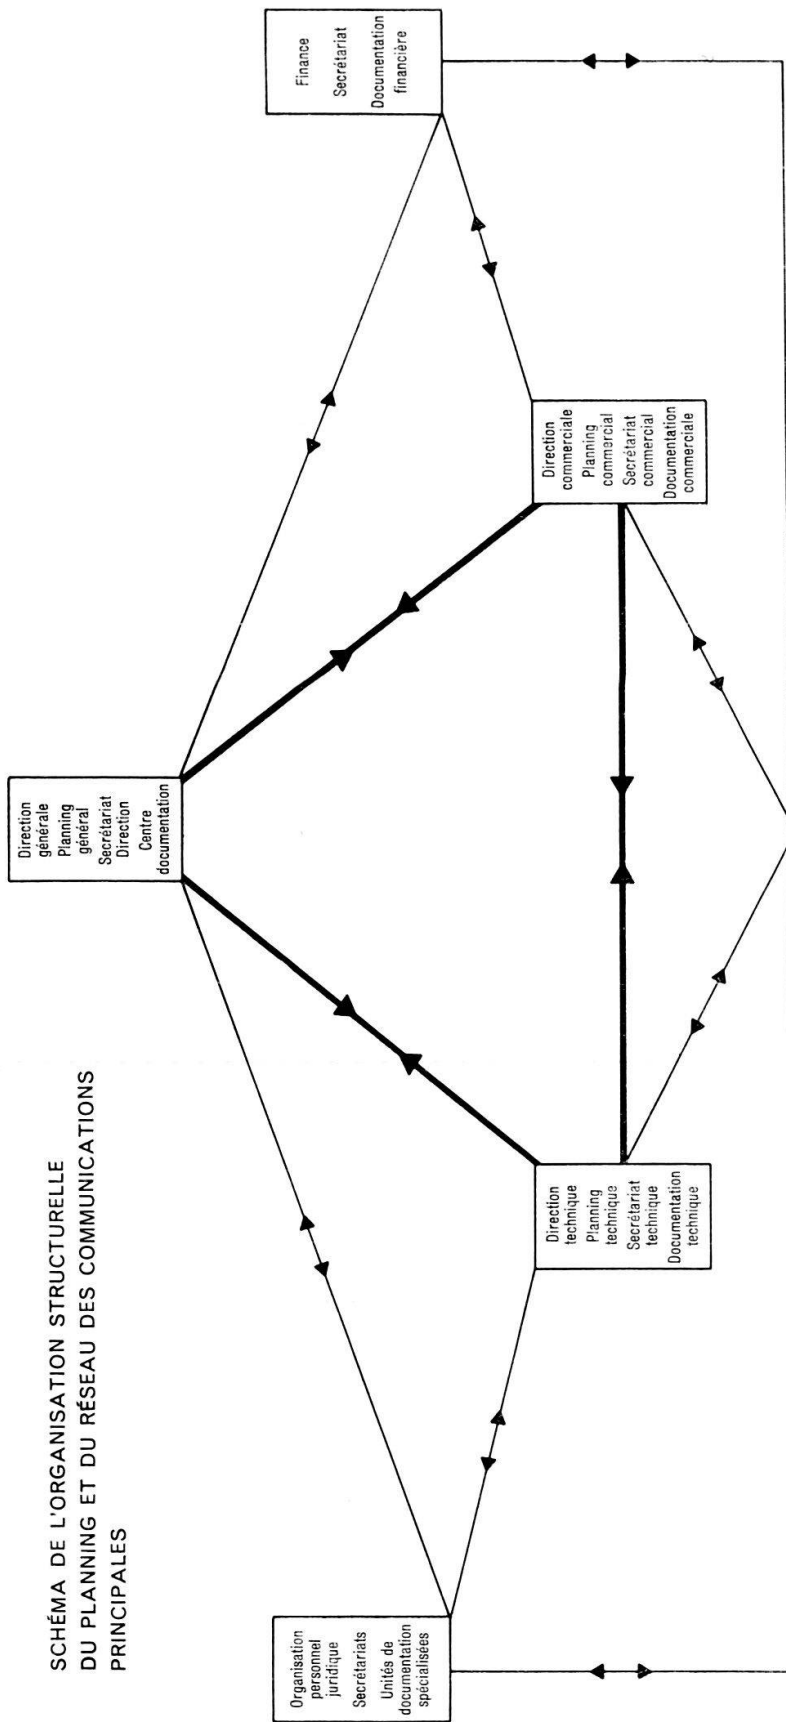 SCHÉMA DE L'ORGANISATION STRUCTURELLE
DU PLANNING ET DU RÉSEAU DES COMMUNICATIONS
PRINCIPALES
Direction
générale
Planning
général
Secrétariat
Direction
Centre
documentation
Organisation
personnel
juridique
Secrétariats
Unités de
documentation
spécialisées
Direction
technique
Planning
technique
Secrétariat
technique
Documentation
technique
Direction
commerciale
Planning
commercial
Secrétariat
commercial
Documentation
commerciale
Finance
Secrétariat
Documentation
financière